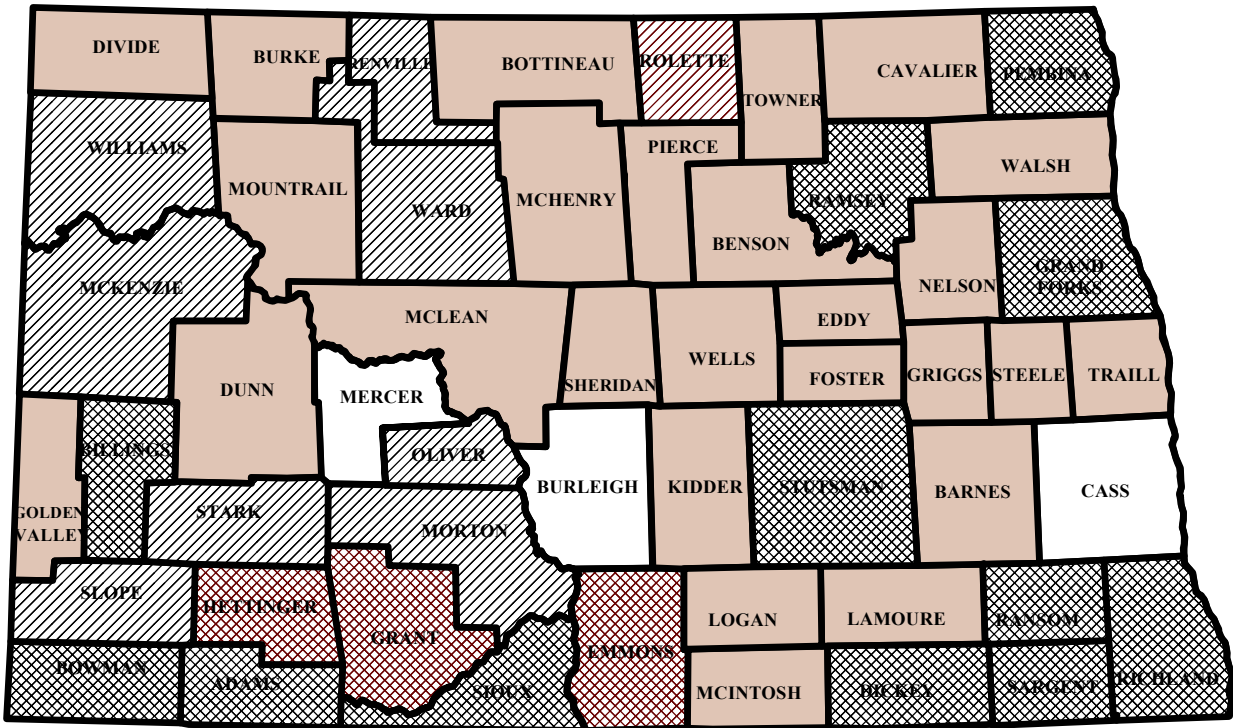 DIVIDE
BURKE
RENVILLE
BOTTINEAU
ROLETTE
TOWNER
CAVALIER
PEMBINA
WILLIAMS
MOUNTRAIL
WARD
MCHENRY
PIERCE
BENSON
RAMSEY
WALSH
MCKENZIE
NELSON
GRAND
FORKS
MCLEAN
SHERIDAN
WELLS
EDDY
FOSTER
GRIGGS
STEELE
TRAILL
DUNN
MERCER
OLIVER
BILLINGS
GOLDEN
VALLEY
STARK
MORTON
BURLEIGH
KIDDER
STUTSMAN
BARNES
CASS
SLOPE
HETTINGER
GRANT
EMMONS
LOGAN
LAMOURE
RANSOM
BOWMAN
ADAMS
SIOUX
MCINTOSH
DICKEY
SARGENT
RICHLAND